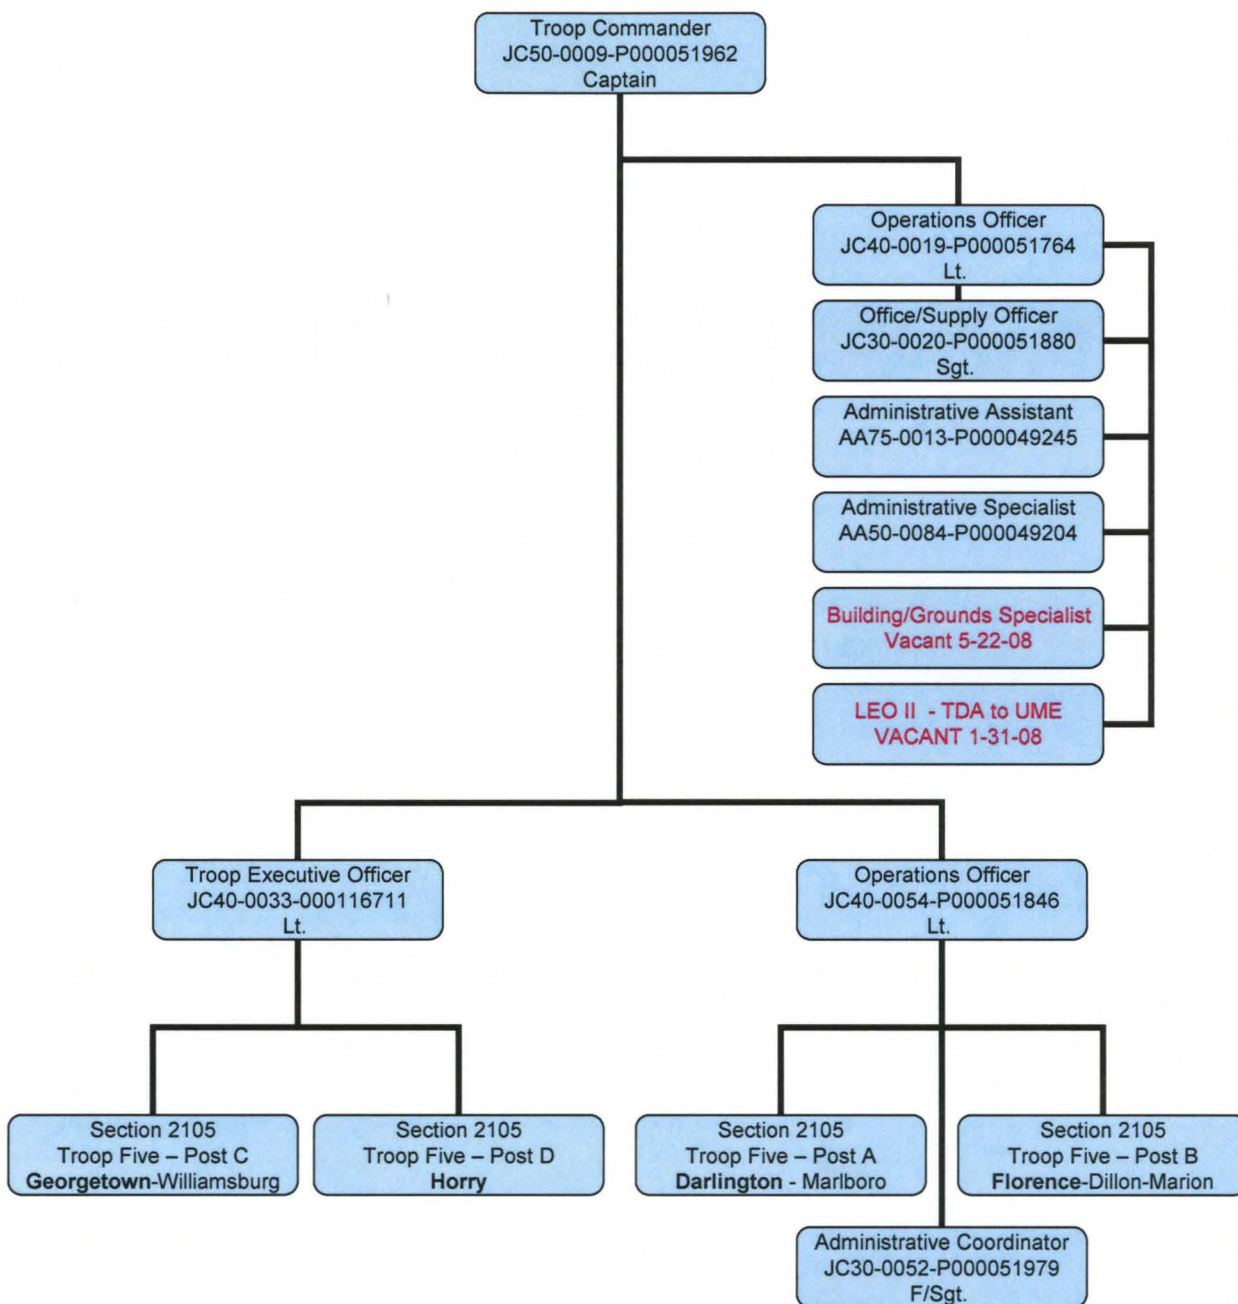 Troop Commander
JC50-0009-P000051962
Captain
Operations Officer
JC40-0019-P000051764
Lt.
Office/Supply Officer
JC30-0020-P000051880
Sgt.
Administrative Assistant
AA75-0013-P000049245
Administrative Specialist
AA50-0084-P000049204
Building/Grounds Specialist
Vacant 5-22-08
LEO II  - TDA to UME
VACANT 1-31-08
Troop Executive Officer
JC40-0033-000116711
Lt.
Operations Officer
JC40-0054-P000051846
Lt.
Section 2105
Troop Five – Post C
Georgetown-Williamsburg
Section 2105
Troop Five – Post D
Horry
Section 2105
Troop Five – Post A
Darlington - Marlboro
Section 2105
Troop Five – Post B
Florence-Dillon-Marion
Administrative Coordinator
JC30-0052-P000051979
F/Sgt.